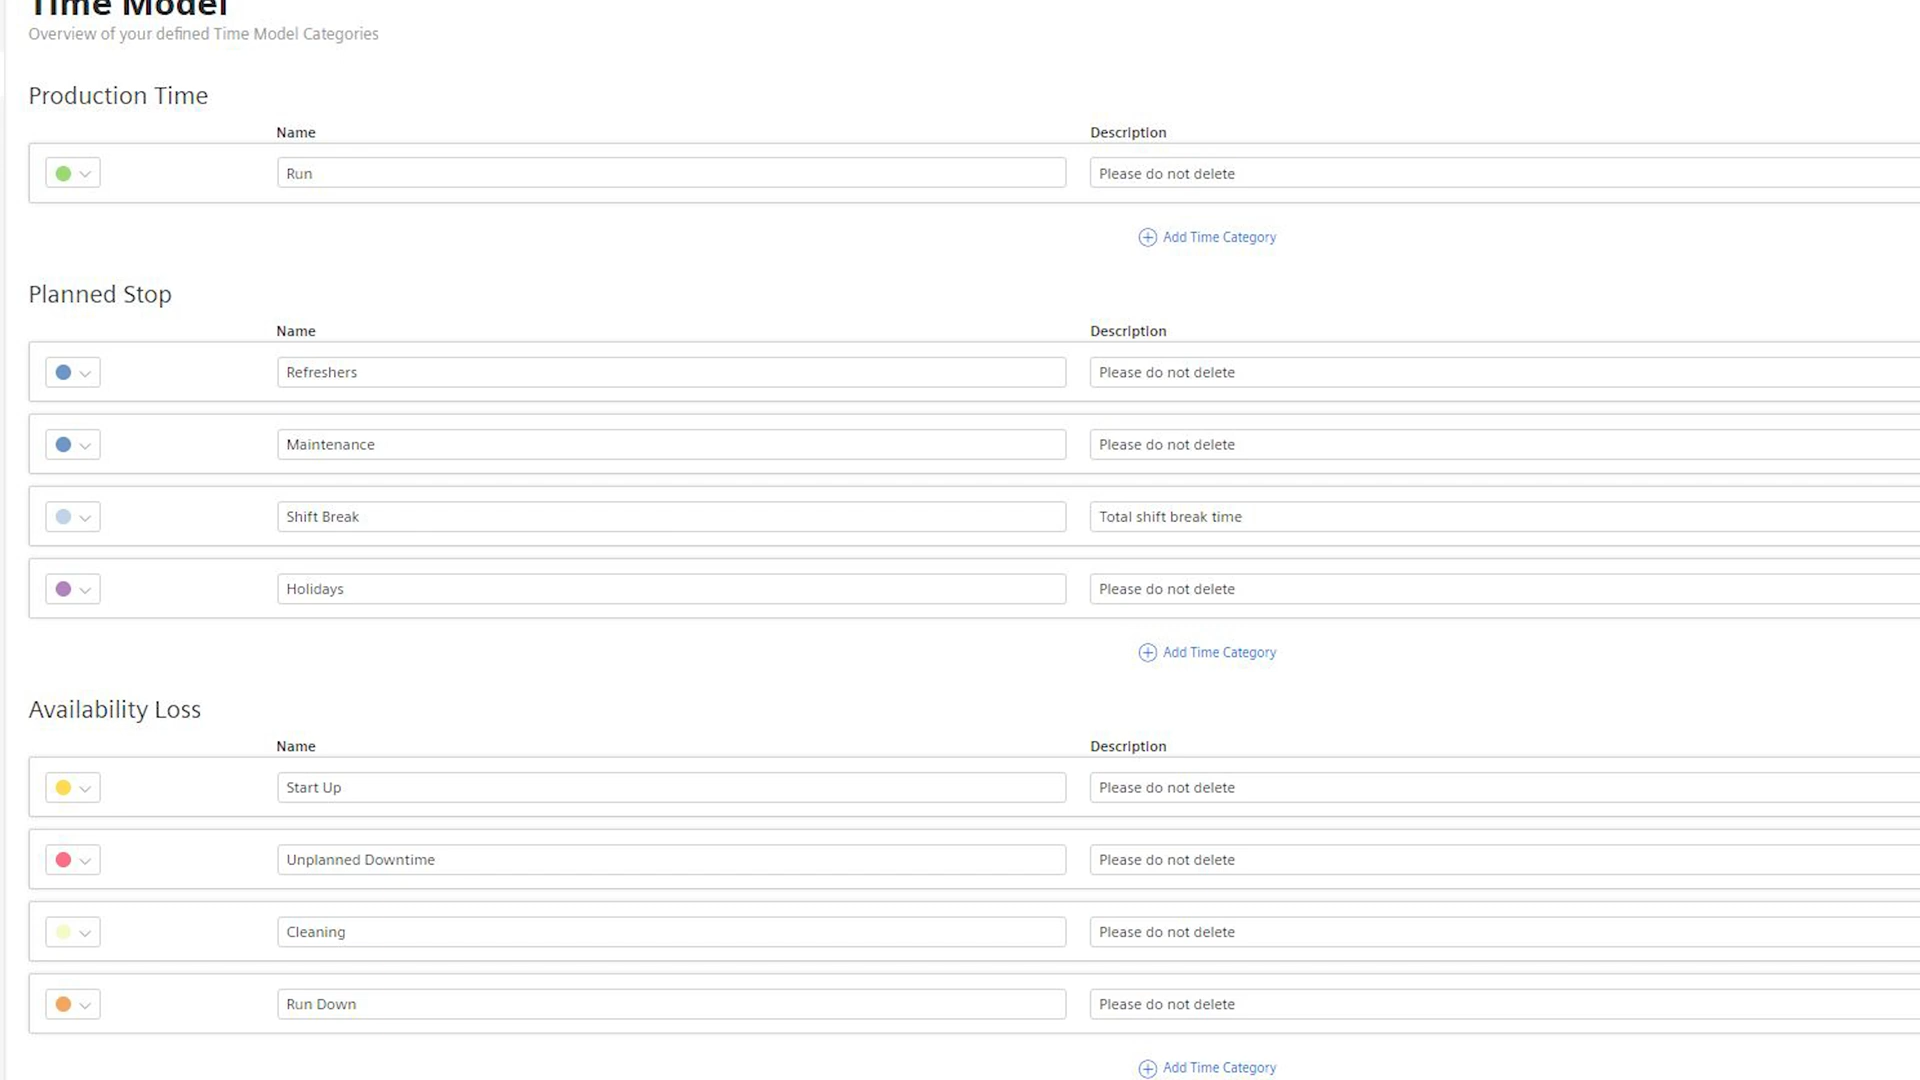 Time Model
Overview of your defined Time Model Categories
Production Time
Name Description
Run Please do not delete
Add Time Category
Planned Stop
Name Description
Refreshers Please do not delete
Maintenance Please do not delete
Shift Break Total shift break time
Holidays Please do not delete
Add Time Category
Availability Loss
Name Description
Start Up Please do not delete
Unplanned Downtime Please do not delete
Cleaning Please do not delete
Run Down Please do not delete
Add Time Category